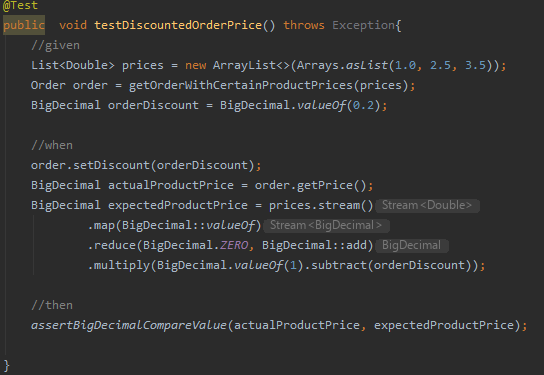 @Test
public  void testDiscountedOrderPrice() throws Exception{
//given
List<Double> prices = new ArrayList<>(Arrays.asList(1.0, 2.5, 3.5));
Order order = getOrderWithCertainProductPrices(prices);
BigDecimal orderDiscount = BigDecimal.valueOf(0.2);
//when
order.setDiscount(orderDiscount);
BigDecimal actualProductPrice = order.getPrice();
BigDecimal expectedProductPrice = prices.stream() Stream<Double>
.map(BigDecimal::valueOf) Stream<BigDecimal>
.reduce(BigDecimal.ZERO, BigDecimal::add) BigDecimal
.multiply(BigDecimal.valueOf(1).subtract(orderDiscount));
//then
assertBigDecimalCompareValue(actualProductPrice, expectedProductPrice);
}